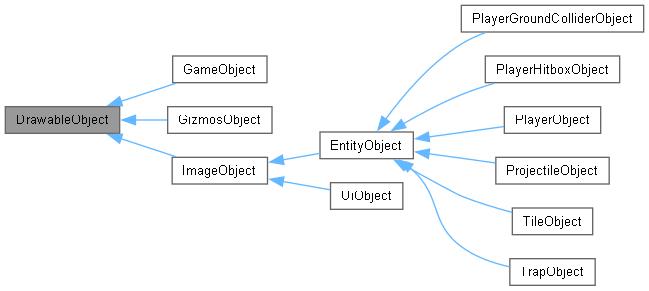 PlayerGroundColliderObject
GameObject
PlayerHitboxObject
DrawableObject
GizmosObject
PlayerObject
EntityObject
ImageObject
ProjectileObject
UiObject
TileObject
TrapObject